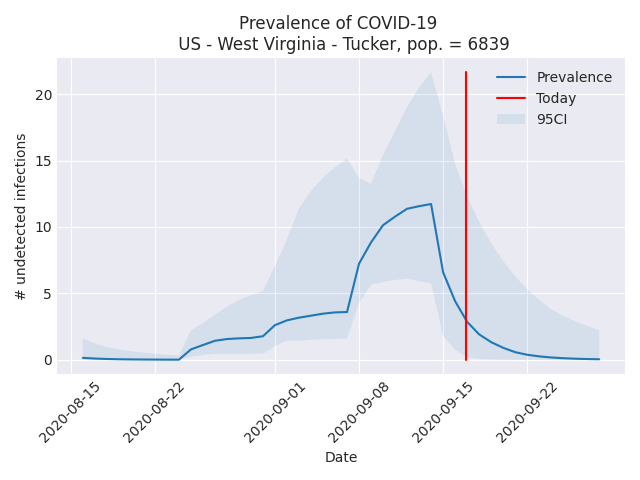 Prevalence of COVID-19
US - West Virginia - Tucker, pop. = 6839
Prevalence
Today
95CI
# undetected infections
20
15
10
5
0
2020-08-15
2020-08-22
2020-09-01
2020-09-08
2020-09-15
2020-09-22
Date